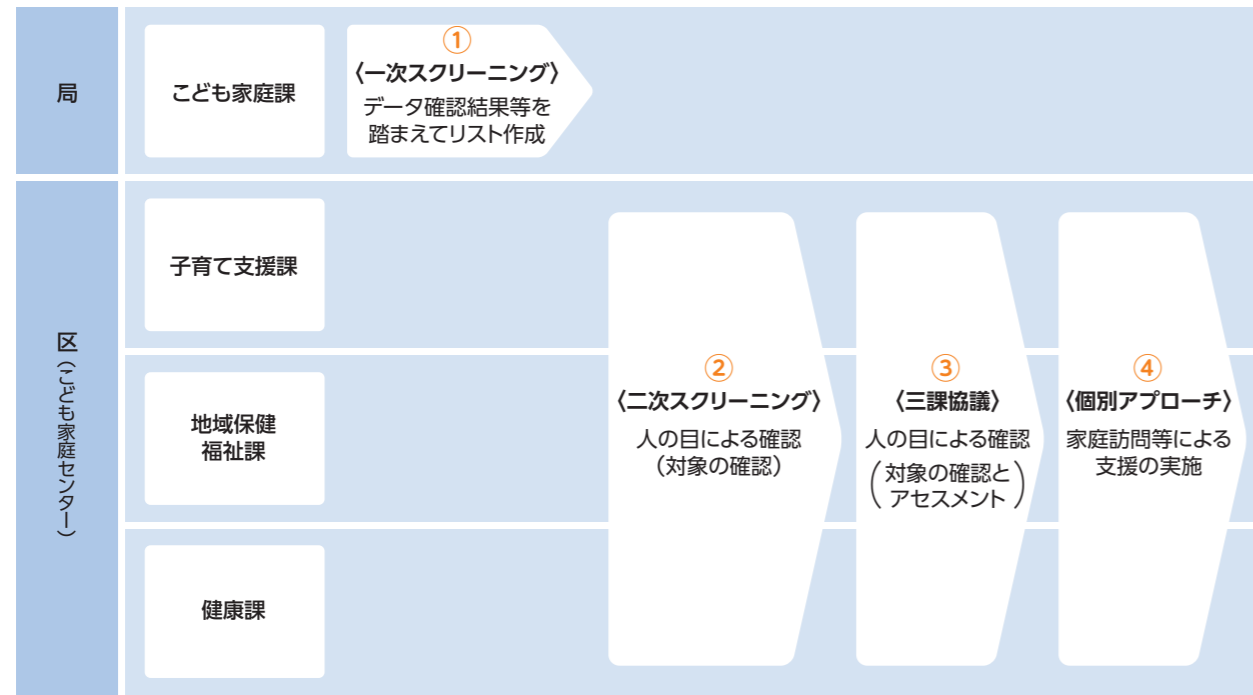 局
こども家庭課
①
〈一次スクリーニング〉
データ確認結果等を
踏まえてリスト作成
区（こども家庭センター）
子育て支援課
地域保健
福祉課
健康課
②
〈二次スクリーニング〉
人の目による確認
（対象の確認）
③
〈三課協議〉
人の目による確認
（対象の確認と
アセスメント）
④
〈個別アプローチ〉
家庭訪問等による
支援の実施